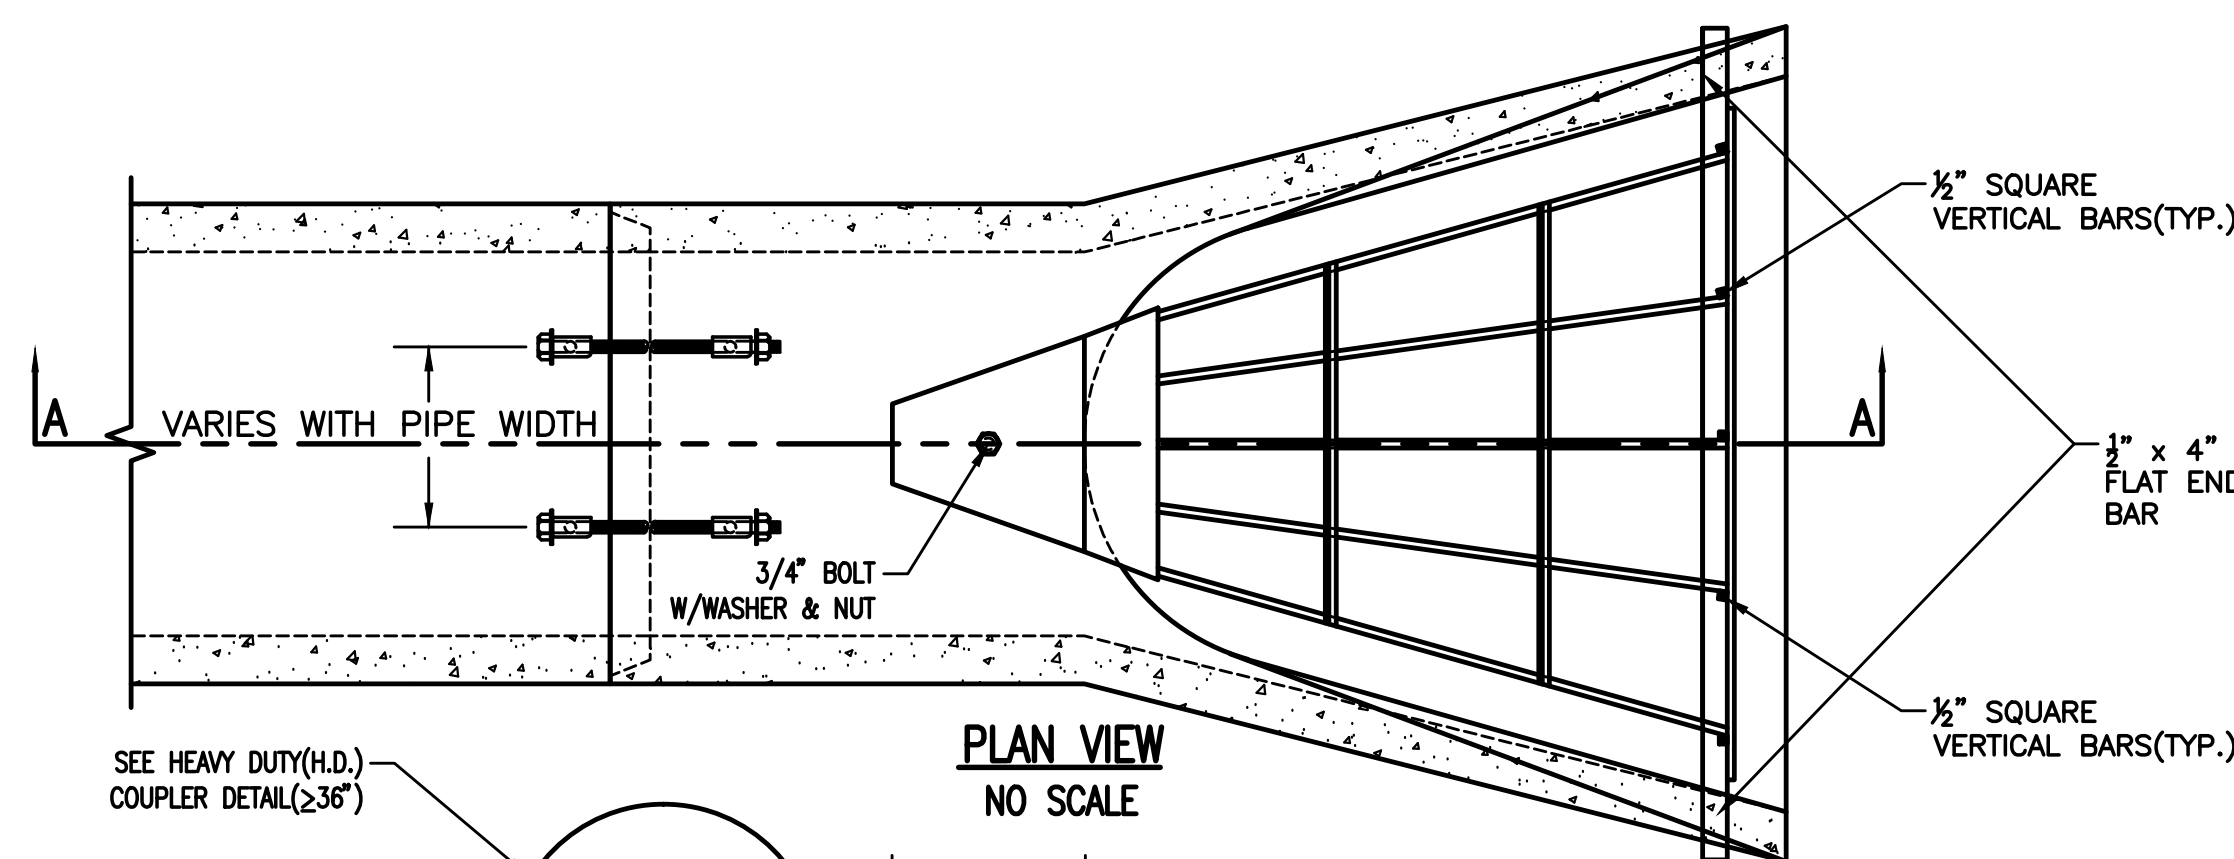 ½" SQUARE
VERTICAL BARS(TYP.)
A
VARIES WITH PIPE WIDTH
A
½" x 4"
FLAT END
BAR
3/4" BOLT
W/WASHER & NUT
½" SQUARE
VERTICAL BARS(TYP.)
PLAN VIEW
NO SCALE
SEE HEAVY DUTY(H.D.)
COUPLER DETAIL(≥36")